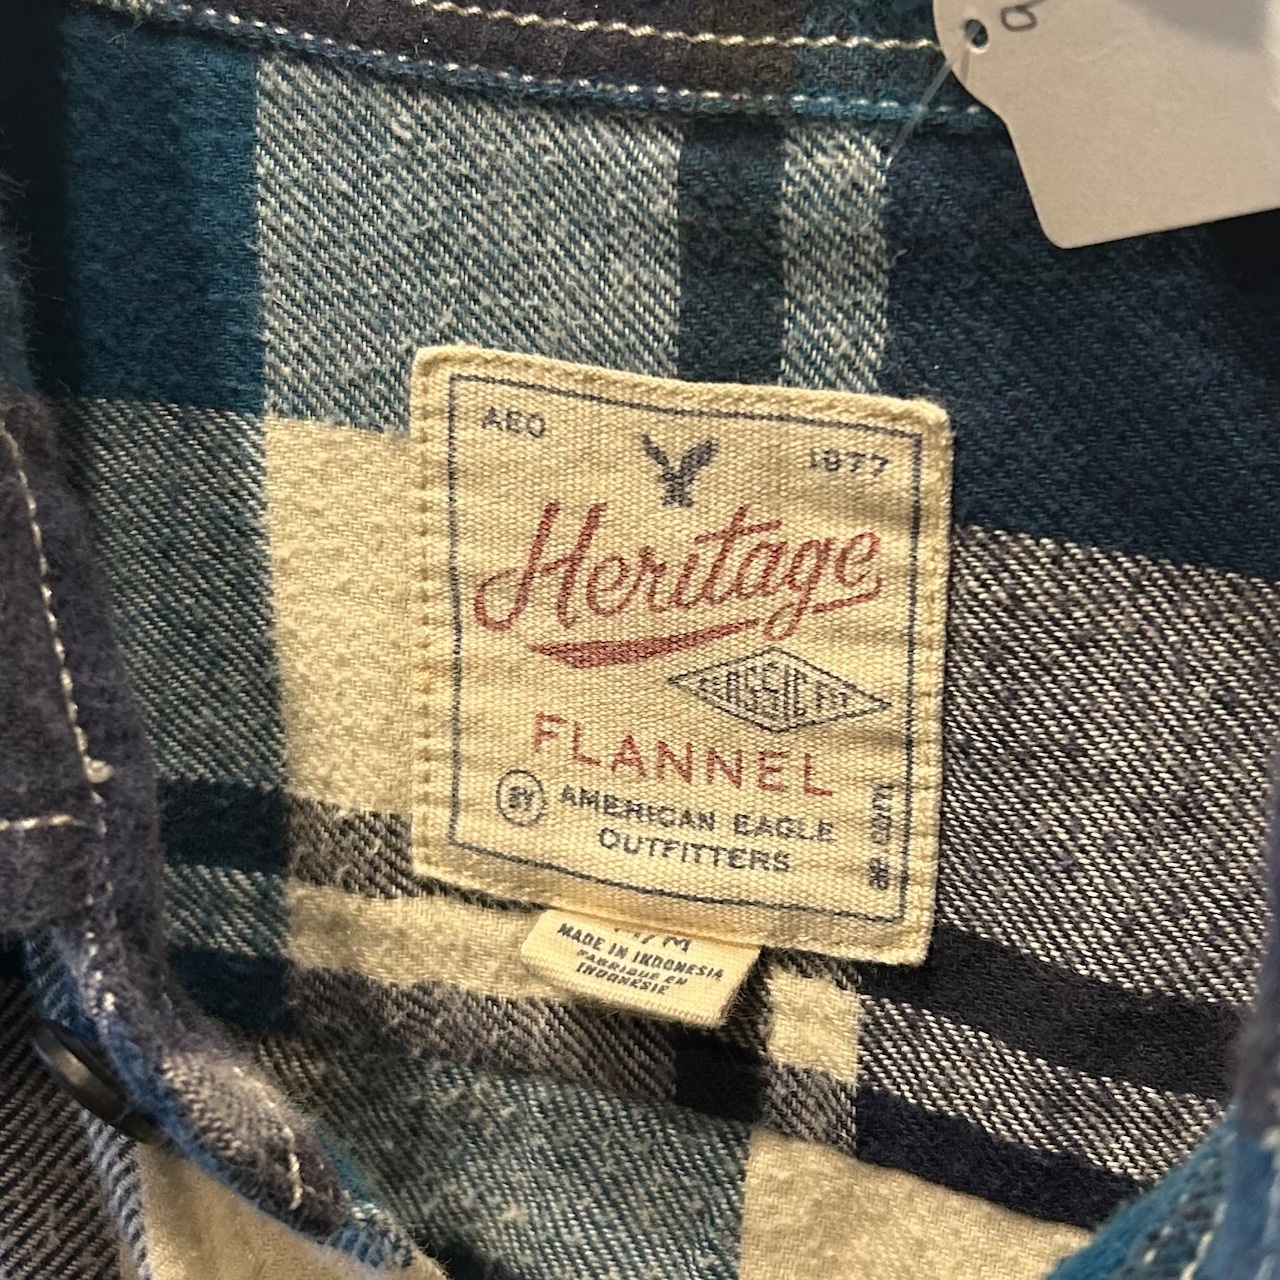 AEO
1977
Heritage
CLASSIC FIT
FLANNEL
BY AMERICAN EAGLE
OUTFITTERS
M/M
MADE IN INDONESIA
FABRIQUE EN
INDONESIE